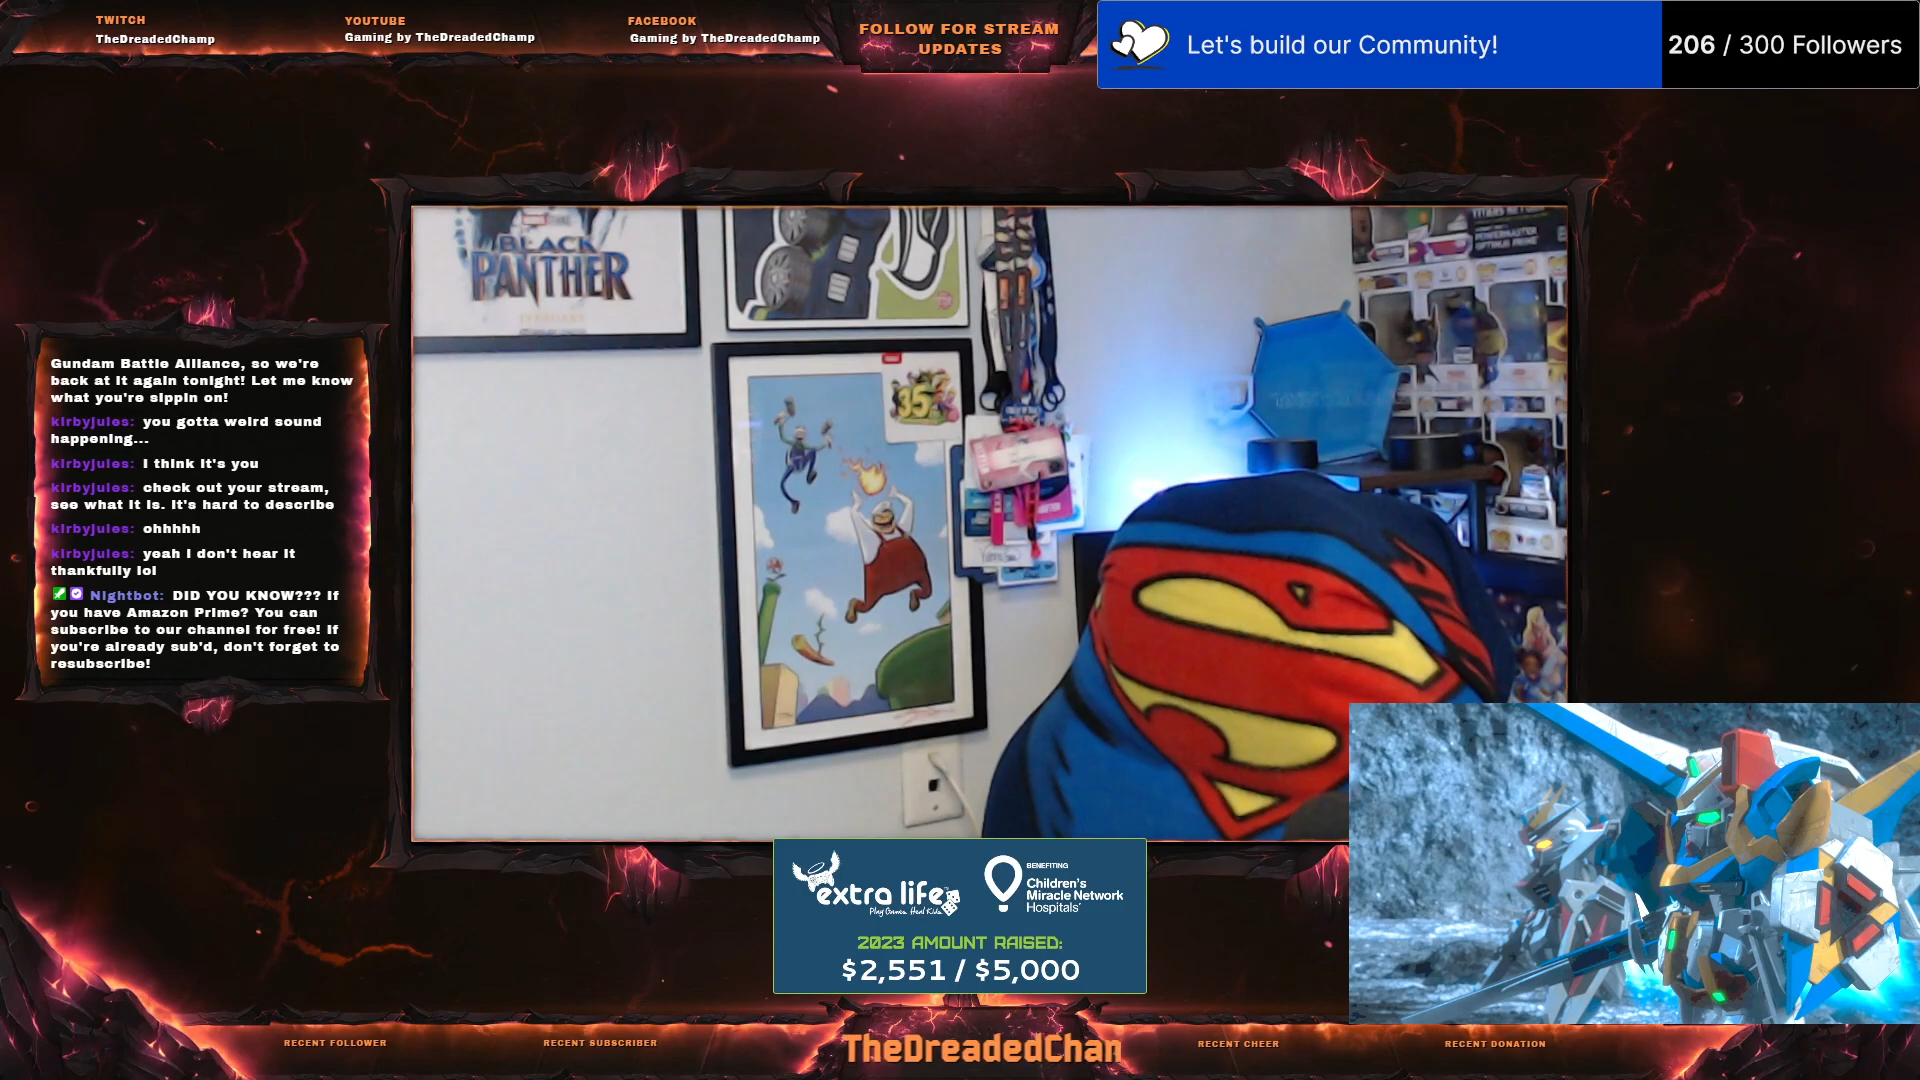 TWITCH
TheDreadedChamp
YOUTUBE
Gaming by TheDreadedChamp
FACEBOOK
Gaming by TheDreadedChamp
FOLLOW FOR STREAM
UPDATES
Let's build our Community!
206 / 300 Followers
BLACK
PANTHER
35
Gundam Battle Alliance, so we're
back at it again tonight! Let me know
what you're sippin on!
kirbyjules: you gotta weird sound
happening...
kirbyjules: I think it's you
kirbyjules: check out your stream,
see what it is. it's hard to describe
kirbyjules: ohhhhh
kirbyjules: yeah I don't hear it
thankfully lol
Nightbot: DID YOU KNOW??? If
you have Amazon Prime? You can
subscribe to our channel for free! If
you're already sub'd, don't forget to
resubscribe!
extra life
Play Games. Heal Kids.
BENEFITING
Children's
Miracle Network
Hospitals
2023 AMOUNT RAISED:
$2,551 / $5,000
RECENT FOLLOWER
RECENT SUBSCRIBER
TheDreadedChan
RECENT CHEER
RECENT DONATION